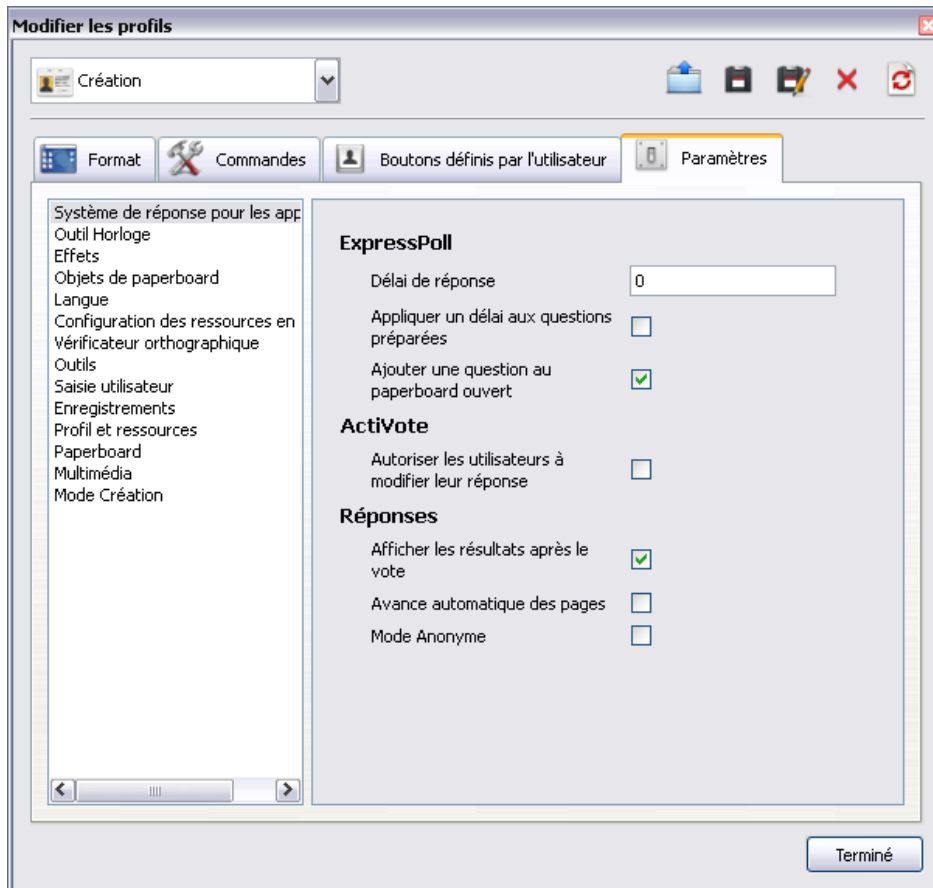 Modifier les profils
Création
Format
Commandes
Boutons définis par l'utilisateur
Paramètres
Système de réponse pour les app
Outil Horloge
Effets
Objets de paperboard
Langue
Configuration des ressources en
Vérificateur orthographique
Outils
Saisie utilisateur
Enregistrements
Profil et ressources
Paperboard
Multimédia
Mode Création
ExpressPoll
Délai de réponse
0
Appliquer un délai aux questions
préparées
Ajouter une question au
paperboard ouvert
ActiVote
Autoriser les utilisateurs à
modifier leur réponse
Réponses
Afficher les résultats après le
vote
Avance automatique des pages
Mode Anonyme
Terminé